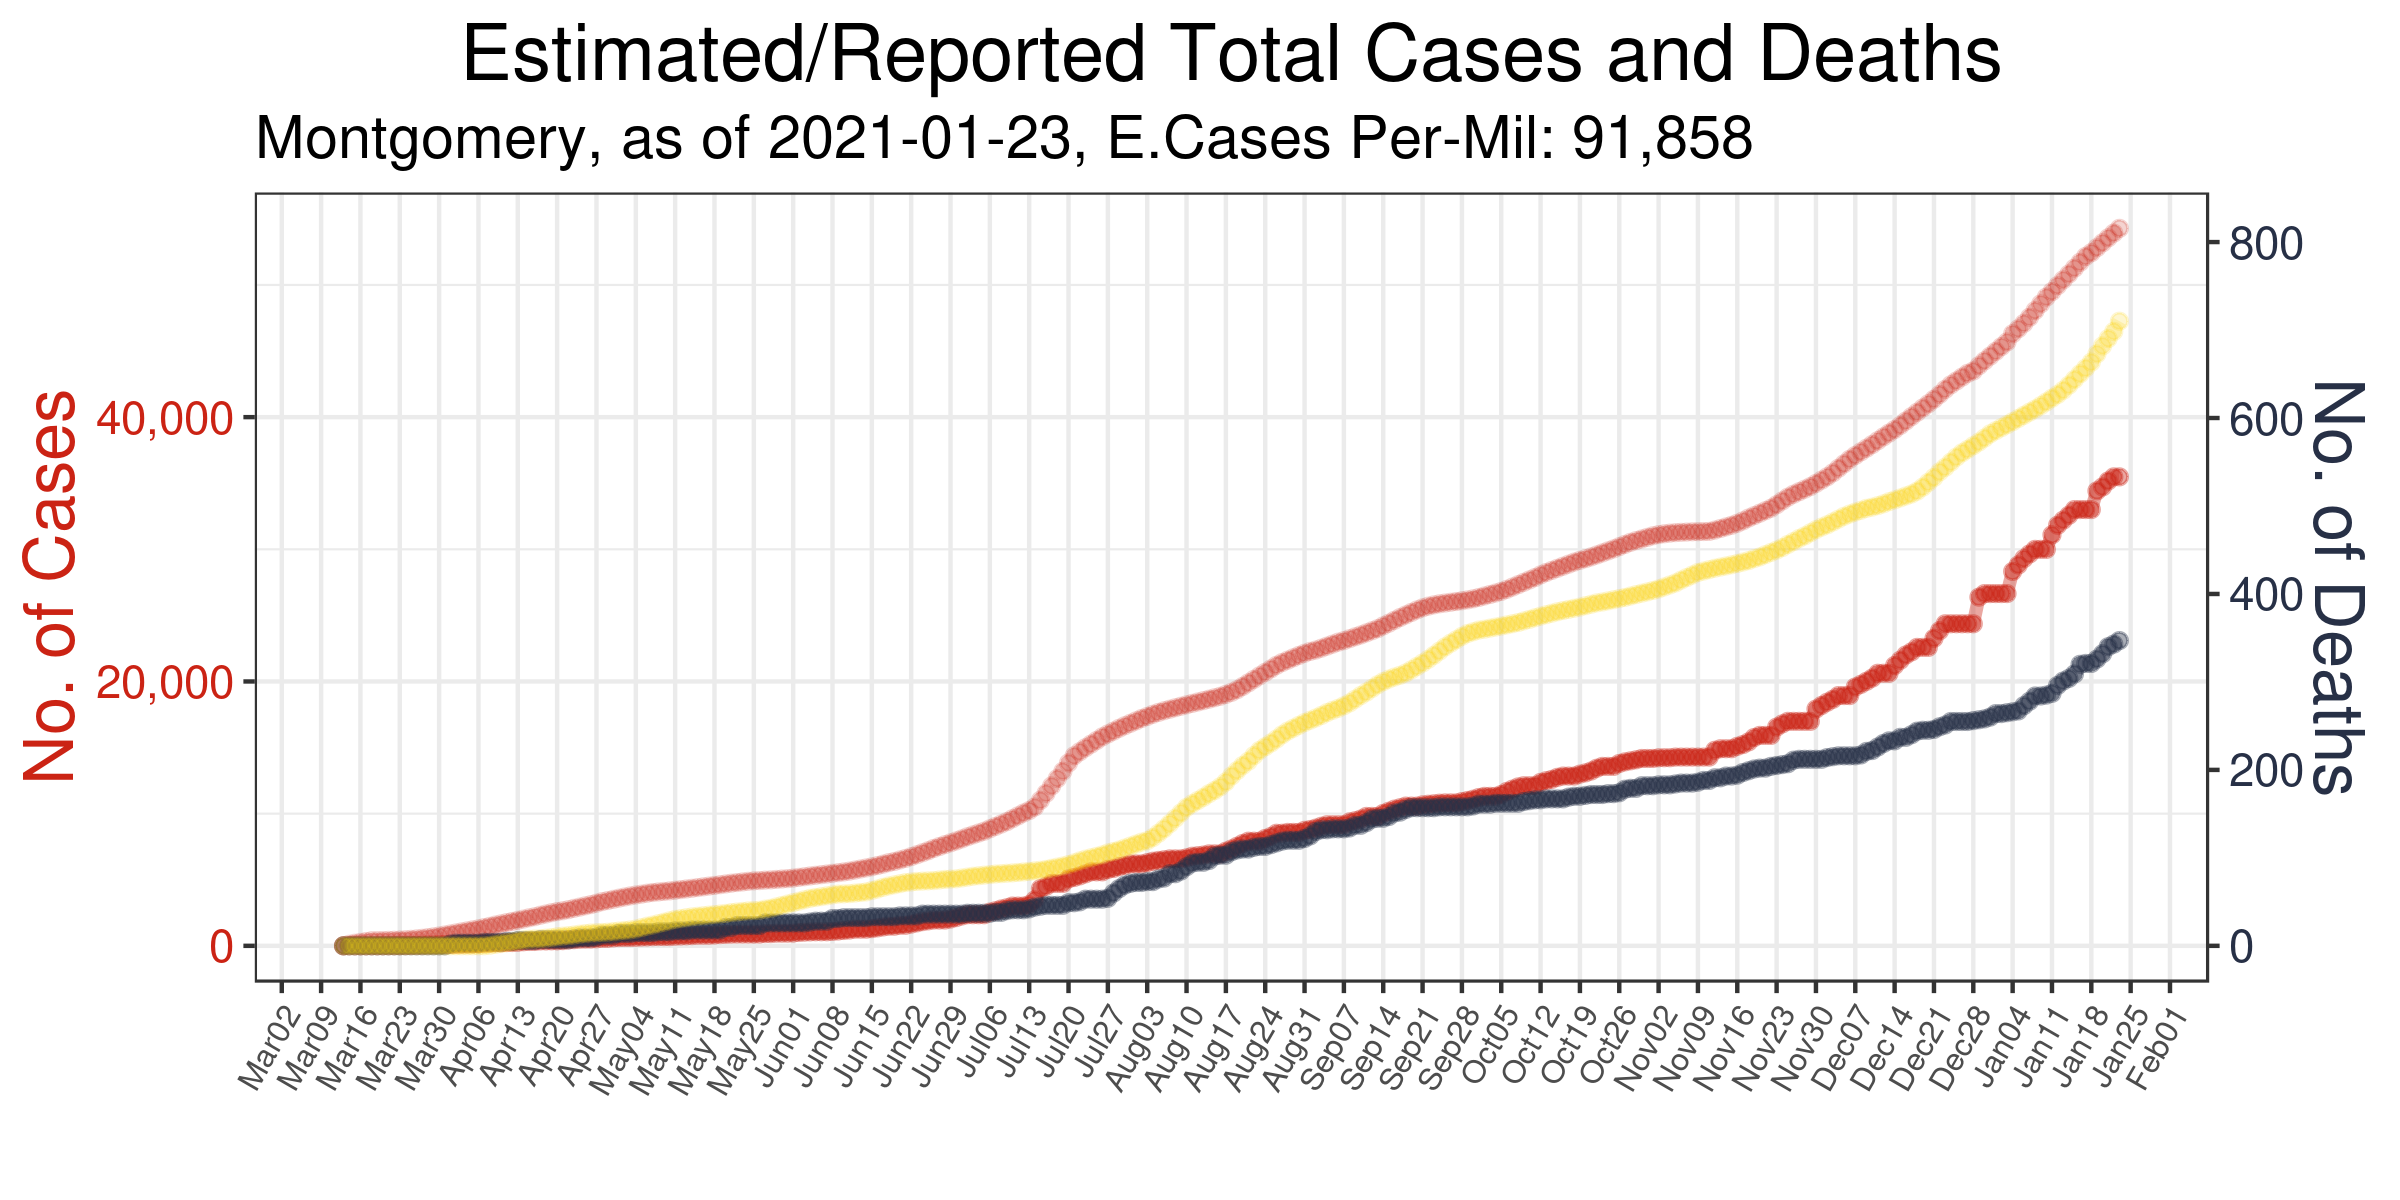 Estimated/Reported Total Cases and Deaths
Montgomery, as of 2021-01-23, E.Cases Per-Mil: 91,858
No. of Cases
40,000
20,000
0
800
600
400
200
0
No. of Deaths
Mar02
Mar09
Mar16
Mar23
Mar30
Apr06
Apr13
Apr20
Apr27
May04
May11
May18
May25
Jun01
Jun08
Jun15
Jun22
Jun29
Jul06
Jul13
Jul20
Jul27
Aug03
Aug10
Aug17
Aug24
Aug31
Sep07
Sep14
Sep21
Sep28
Oct05
Oct12
Oct19
Oct26
Nov02
Nov09
Nov16
Nov23
Nov30
Dec07
Dec14
Dec21
Dec28
Jan04
Jan11
Jan18
Jan25
Feb01